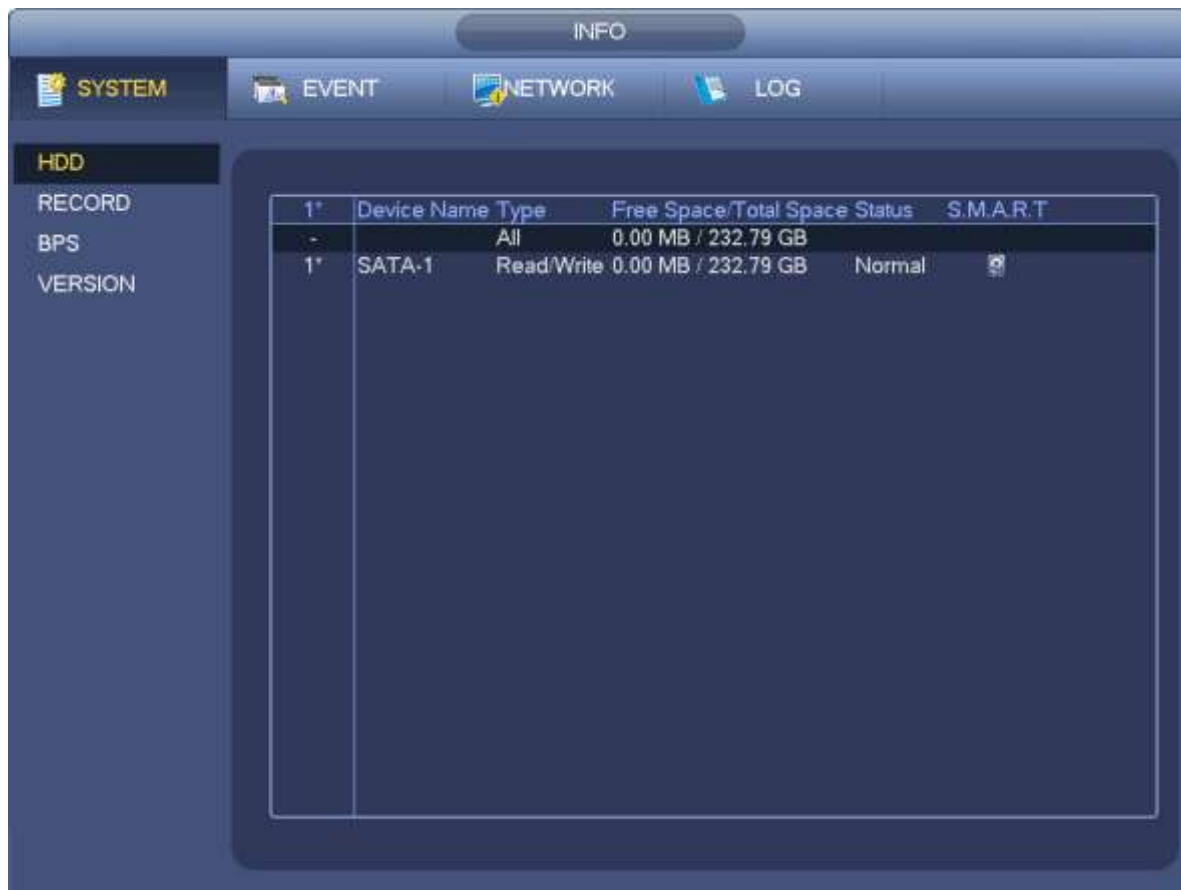 INFO
SYSTEM EVENT NETWORK LOG
HDD
RECORD
BPS
VERSION
1* Device Name Type Free Space/Total Space Status S.M.A.R.T
- All 0.00 MB / 232.79 GB
1* SATA-1 Read/Write 0.00 MB / 232.79 GB Normal